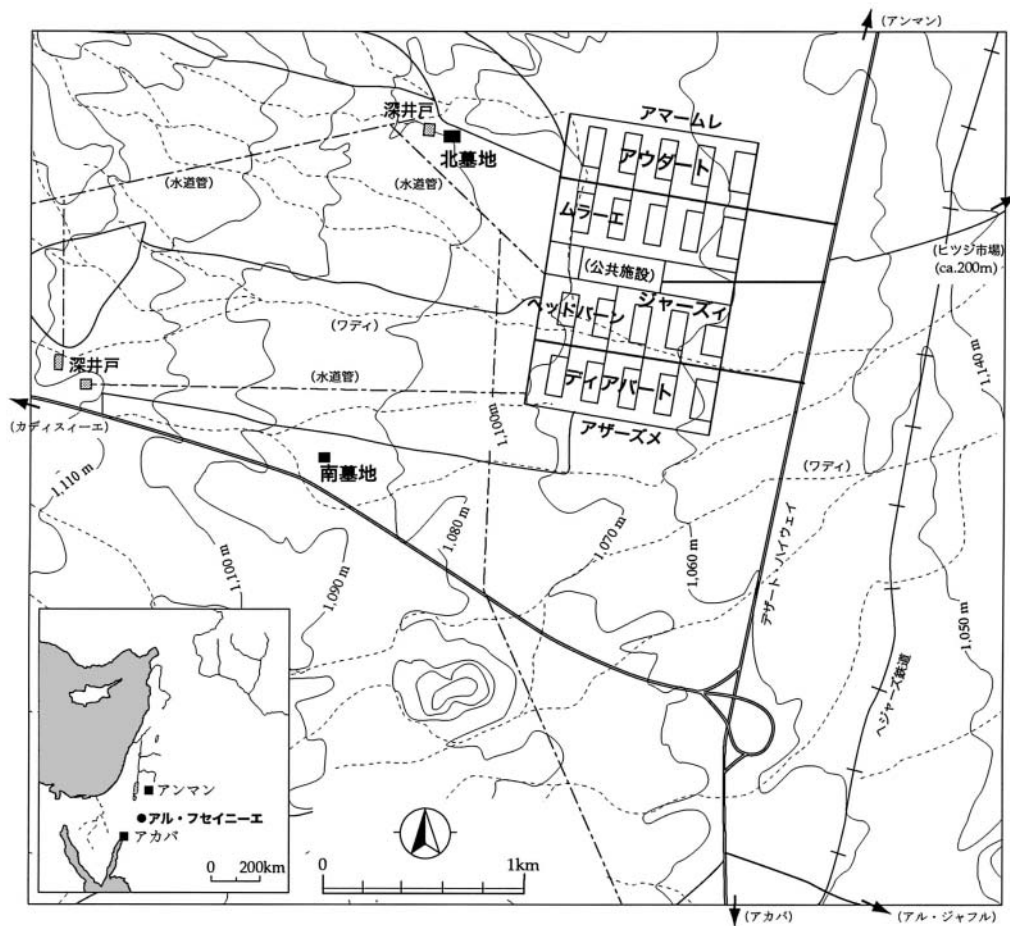 (アンマン)
アマームレ
深井戸
アウダート
北墓地
(水道管)
(水道管)
ムラーエ
(ヒツジ市場)
(ca.200m)
(公共施設)
ジャーズィ
ヘッドバーン
(ワディ)
深井戸
(水道管)
ディアバート
1,140 m
1,100m
(カディスィーエ)
アザーズメ
南墓地
(ワディ)
1,110 m
1,100 m
1,090 m
1,080 m
1,070 m
1,060 m
デザート ハイウェイ
1,050 m
ヘジャーズ鉄道
アンマン
アル・フセイニーエ
アカバ
0 200km
0 1km
(アカバ)
(アル・ジャフル)